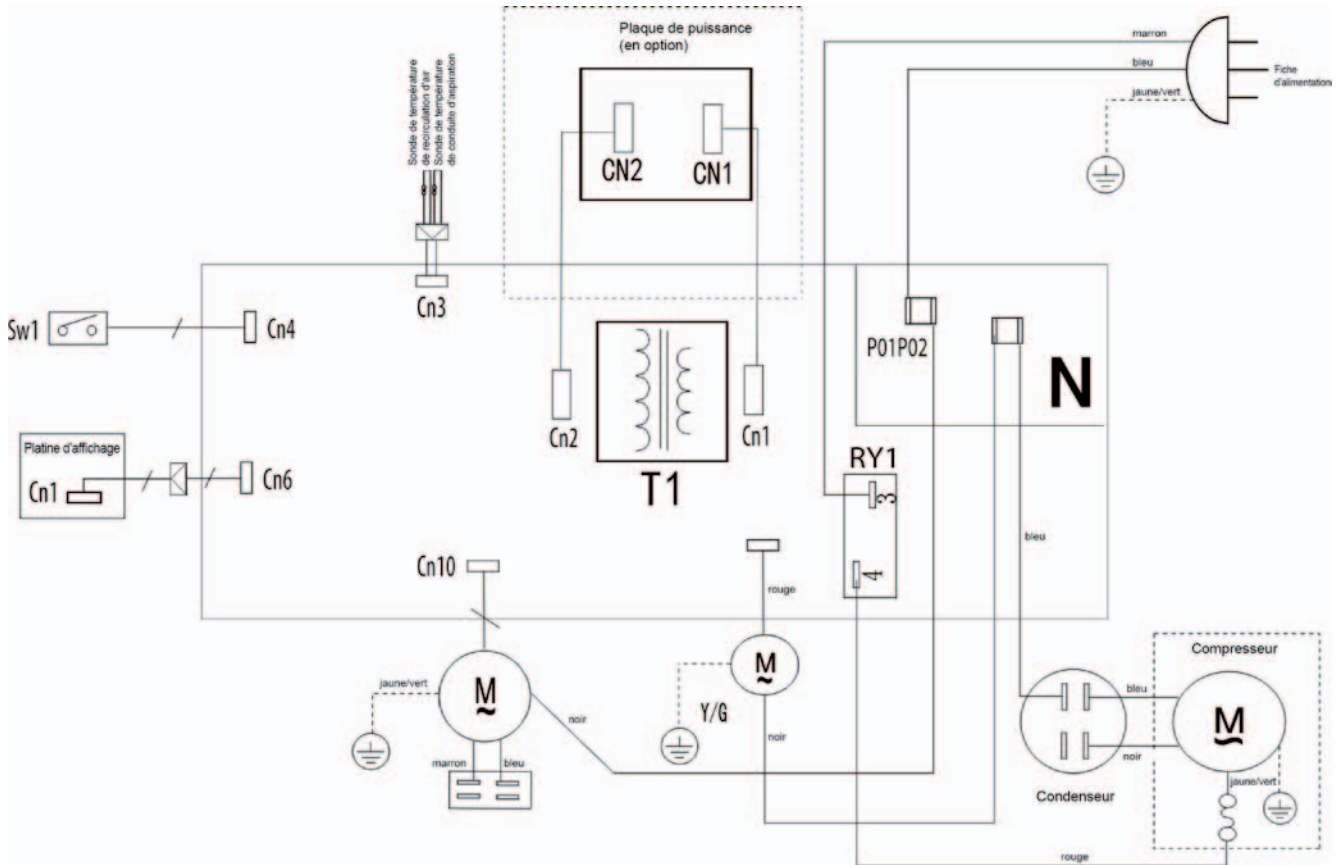 Plaque de puissance
(en option)
marron
bleu
jaune/vert
Fiche
d'alimentation
Sonde de température
de recirculation d'air
Sonde de température
de conduite d'aspiration
CN2
CN1
Cn3
Sw1
Cn4
P01P02
N
Cn2
Cn1
T1
Platine d'affichage
Cn1
Cn6
RY1
3
4
bleu
Cn10
rouge
M
~
jaune/vert
noir
marron
bleu
M
~
Y/G
noir
Compresseur
bleu
noir
M
~
jaune/vert
Condenseur
rouge